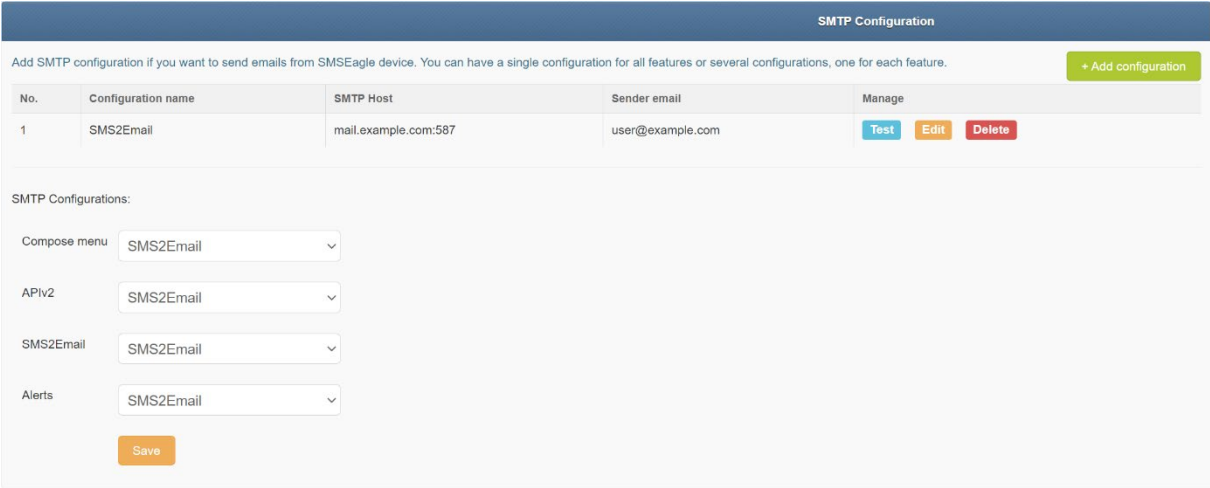 SMTP Configuration
Add SMTP configuration if you want to send emails from SMSEagle device. You can have a single configuration for all features or several configurations, one for each feature.
+ Add configuration
No. Configuration name SMTP Host Sender email Manage
1 SMS2Email mail.example.com:587 user@example.com Test Edit Delete
SMTP Configurations:
Compose menu SMS2Email
APIv2 SMS2Email
SMS2Email SMS2Email
Alerts SMS2Email
Save